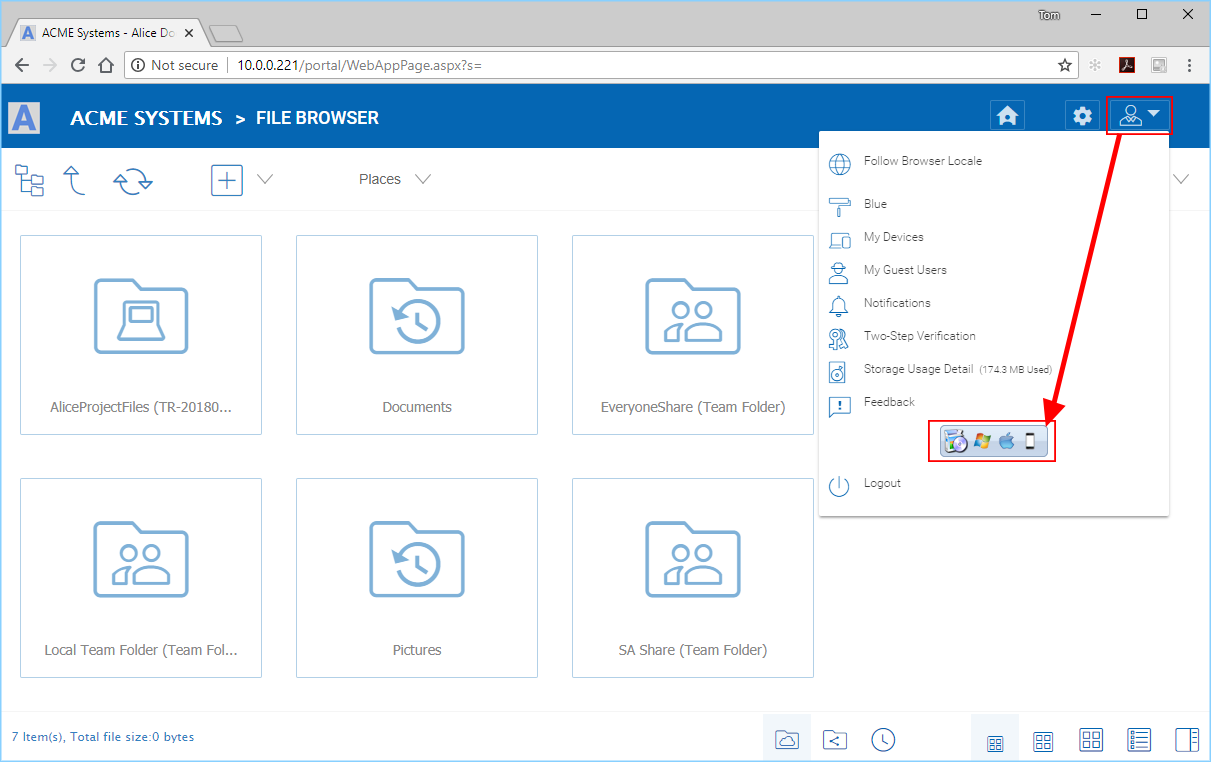 Tom
A ACME Systems - Alice Do
Not secure 10.0.0.221/portal/WebAppPage.aspx?s=
A ACME SYSTEMS > FILE BROWSER
Places
Follow Browser Locale
Blue
My Devices
My Guest Users
Notifications
Two-Step Verification
Storage Usage Detail (174.3 MB Used)
Feedback
Logout
AliceProjectFiles (TR-20180...
Documents
EveryoneShare (Team Folder)
Local Team Folder (Team Fol...
Pictures
SA Share (Team Folder)
7 Item(s), Total file size:0 bytes